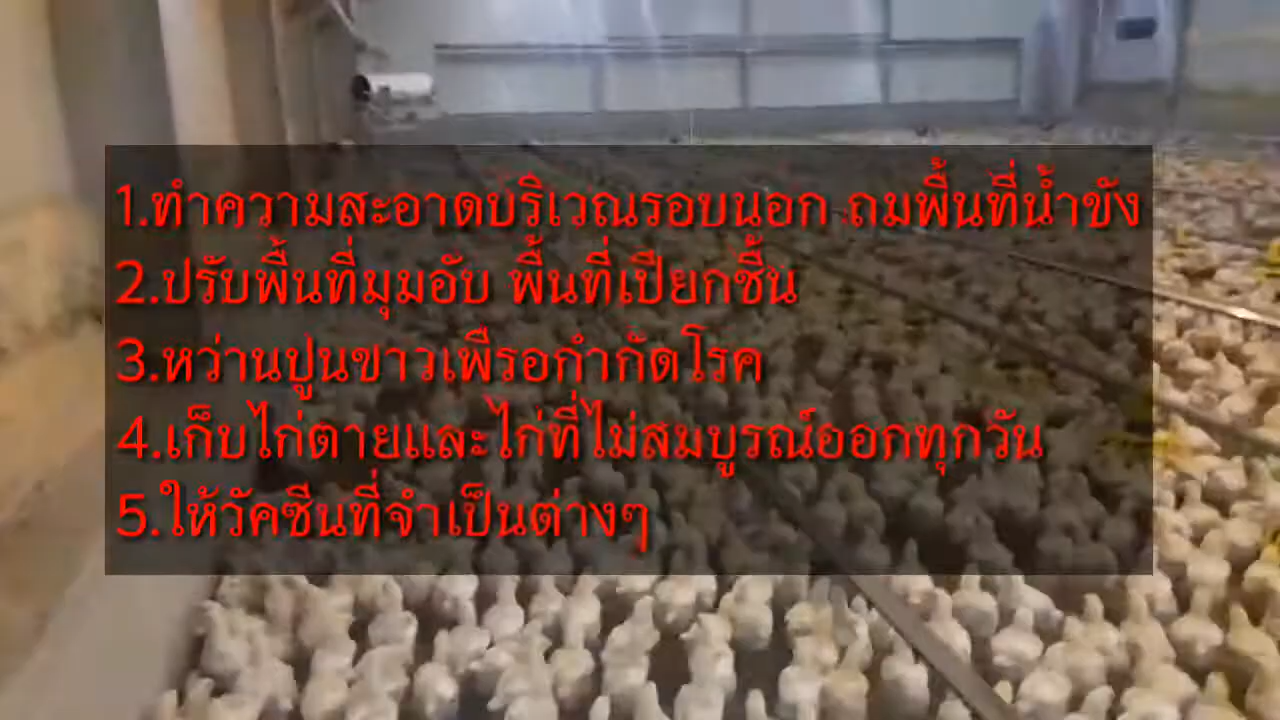 1.ทำความสะอาดบริเวณรอบนอก ถมพื้นที่น้ำขัง
2.ปรับพื้นที่มุมอับ พื้นที่เปียกชื้น
3.หว่านปูนขาวเพืรอกำกัดโรค
4.เก็บไก่ตายและไก่ที่ไม่สมบูรณ์ออกทุกวัน
5.ให้วัคซีนที่จำเป็นต่างๆ